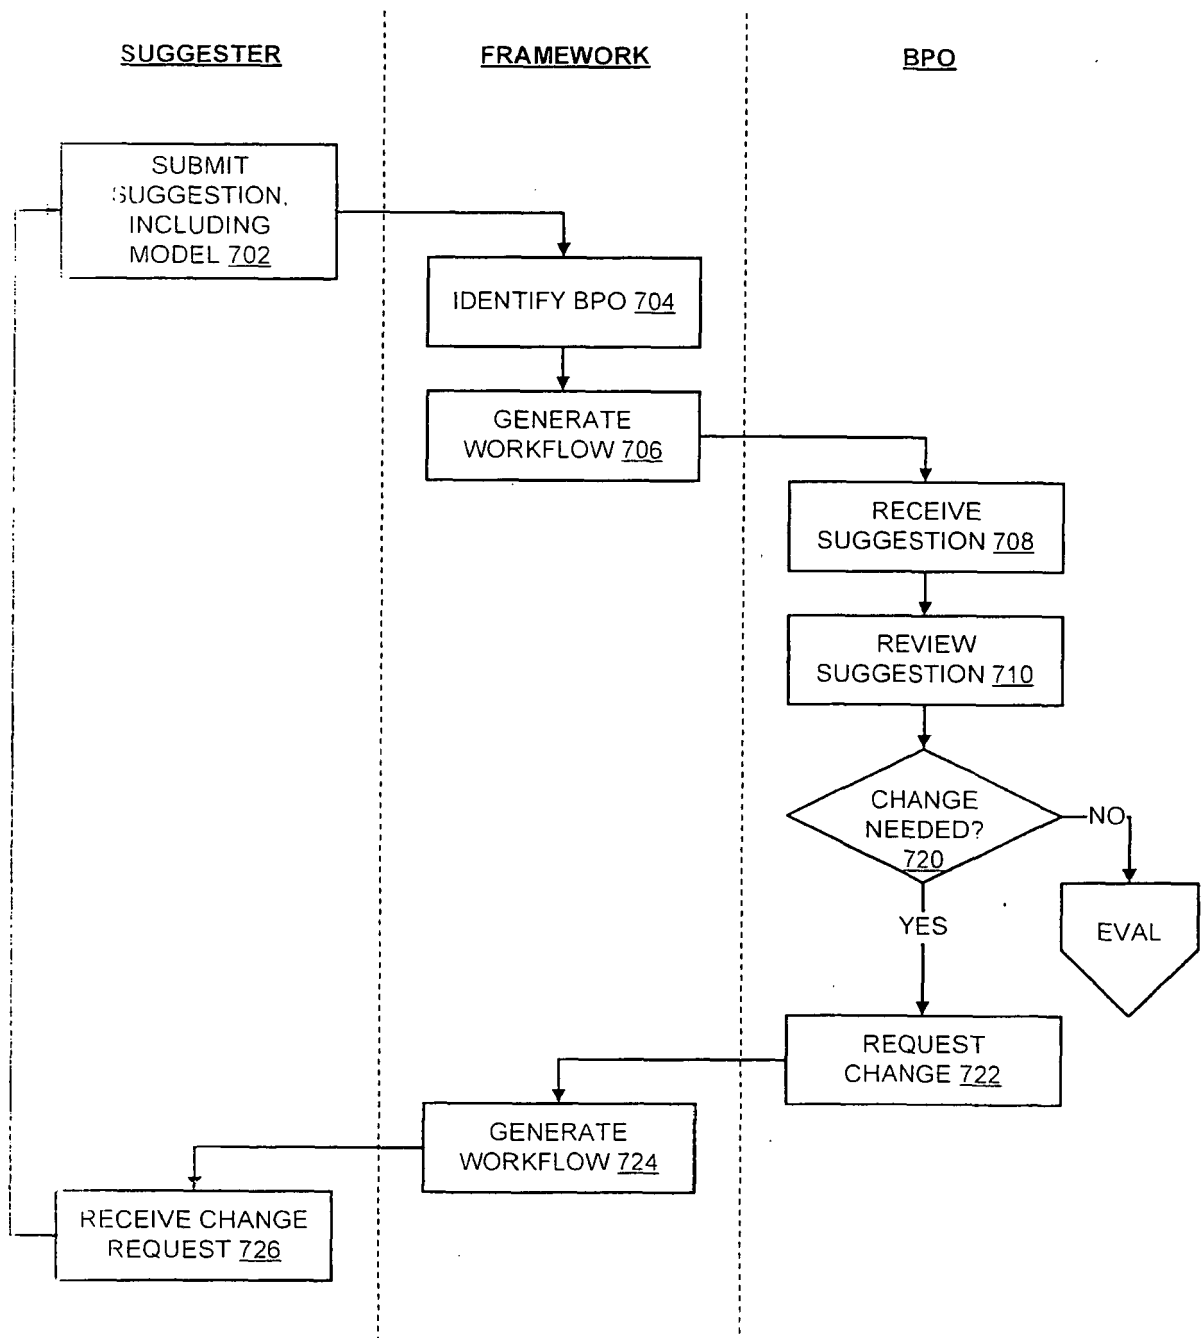 SUGGESTER
FRAMEWORK
BPO
SUBMIT
SUGGESTION,
INCLUDING
MODEL 702
IDENTIFY BPO 704
GENERATE
WORKFLOW 706
RECEIVE
SUGGESTION 708
REVIEW
SUGGESTION 710
CHANGE
NEEDED?
720
NO
YES
EVAL
REQUEST
CHANGE 722
GENERATE
WORKFLOW 724
RECEIVE CHANGE
REQUEST 726